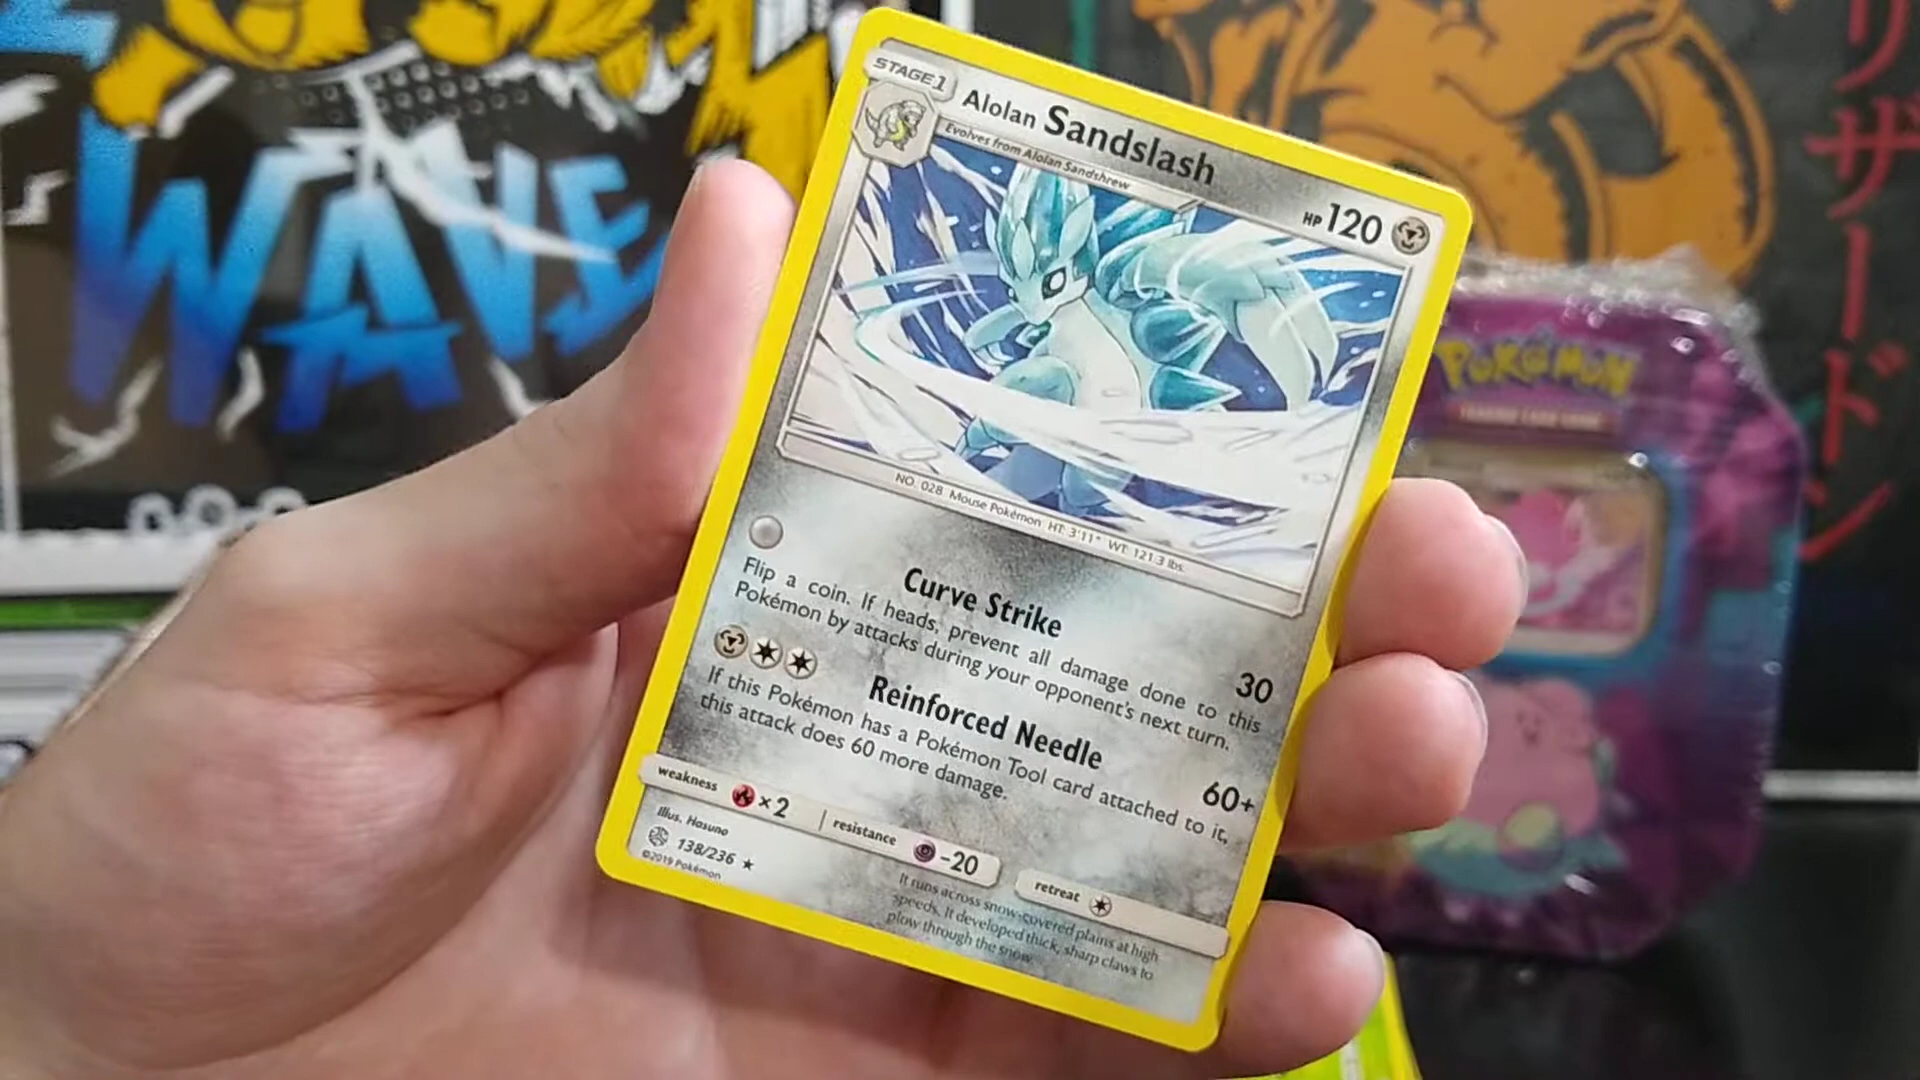 WAVE
STAGE 1
Alolan Sandslash
Evolves from Alolan Sandshrew
HP 120
NO. 028 Mouse Pokémon HT: 3'11" WT: 121.3 lbs.
Curve Strike 30
Flip a coin. If heads, prevent all damage done to this
Pokémon by attacks during your opponent's next turn.
Reinforced Needle 60+
If this Pokémon has a Pokémon Tool card attached to it,
this attack does 60 more damage.
weakness ×2 resistance -20 retreat
Illus. Hasuno
138/236 ★
©2019 Pokémon
It runs across snow-covered plains at high
speeds. It developed thick, sharp claws to
plow through the snow.
POKÉMON
TRADING CARD GAME
リザードン